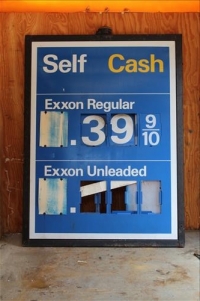 Self Cash
Exxon Regular
.39 9/10
Exxon Unleaded
.